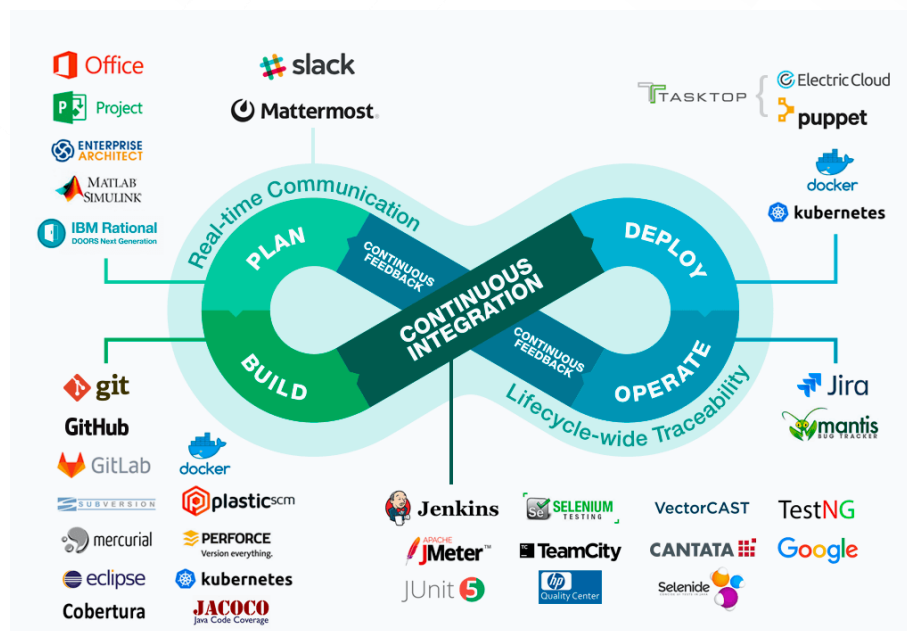 Office
Project
ENTERPRISE
ARCHITECT
MATLAB
SIMULINK
IBM Rational
DOORS Next Generation
slack
Mattermost
TASKTOP
Electric Cloud
puppet
docker
kubernetes
Real-time Communication
PLAN
CONTINUOUS
FEEDBACK
CONTINUOUS
INTEGRATION
DEPLOY
BUILD
CONTINUOUS
FEEDBACK
OPERATE
Lifecycle-wide Traceability
git
GitHub
GitLab
SUBVERSION
mercurial
eclipse
Cobertura
docker
plasticscm
PERFORCE
Version everything.
kubernetes
JACOCO
Java Code Coverage
Jira
mantis
BUG TRACKER
Jenkins
APACHE
JMeter™
JUnit 5
Se
SELENIUM
TESTING
TeamCity
hp
Quality Center
VectorCAST
CANTATA
Selenide
TestNG
Google